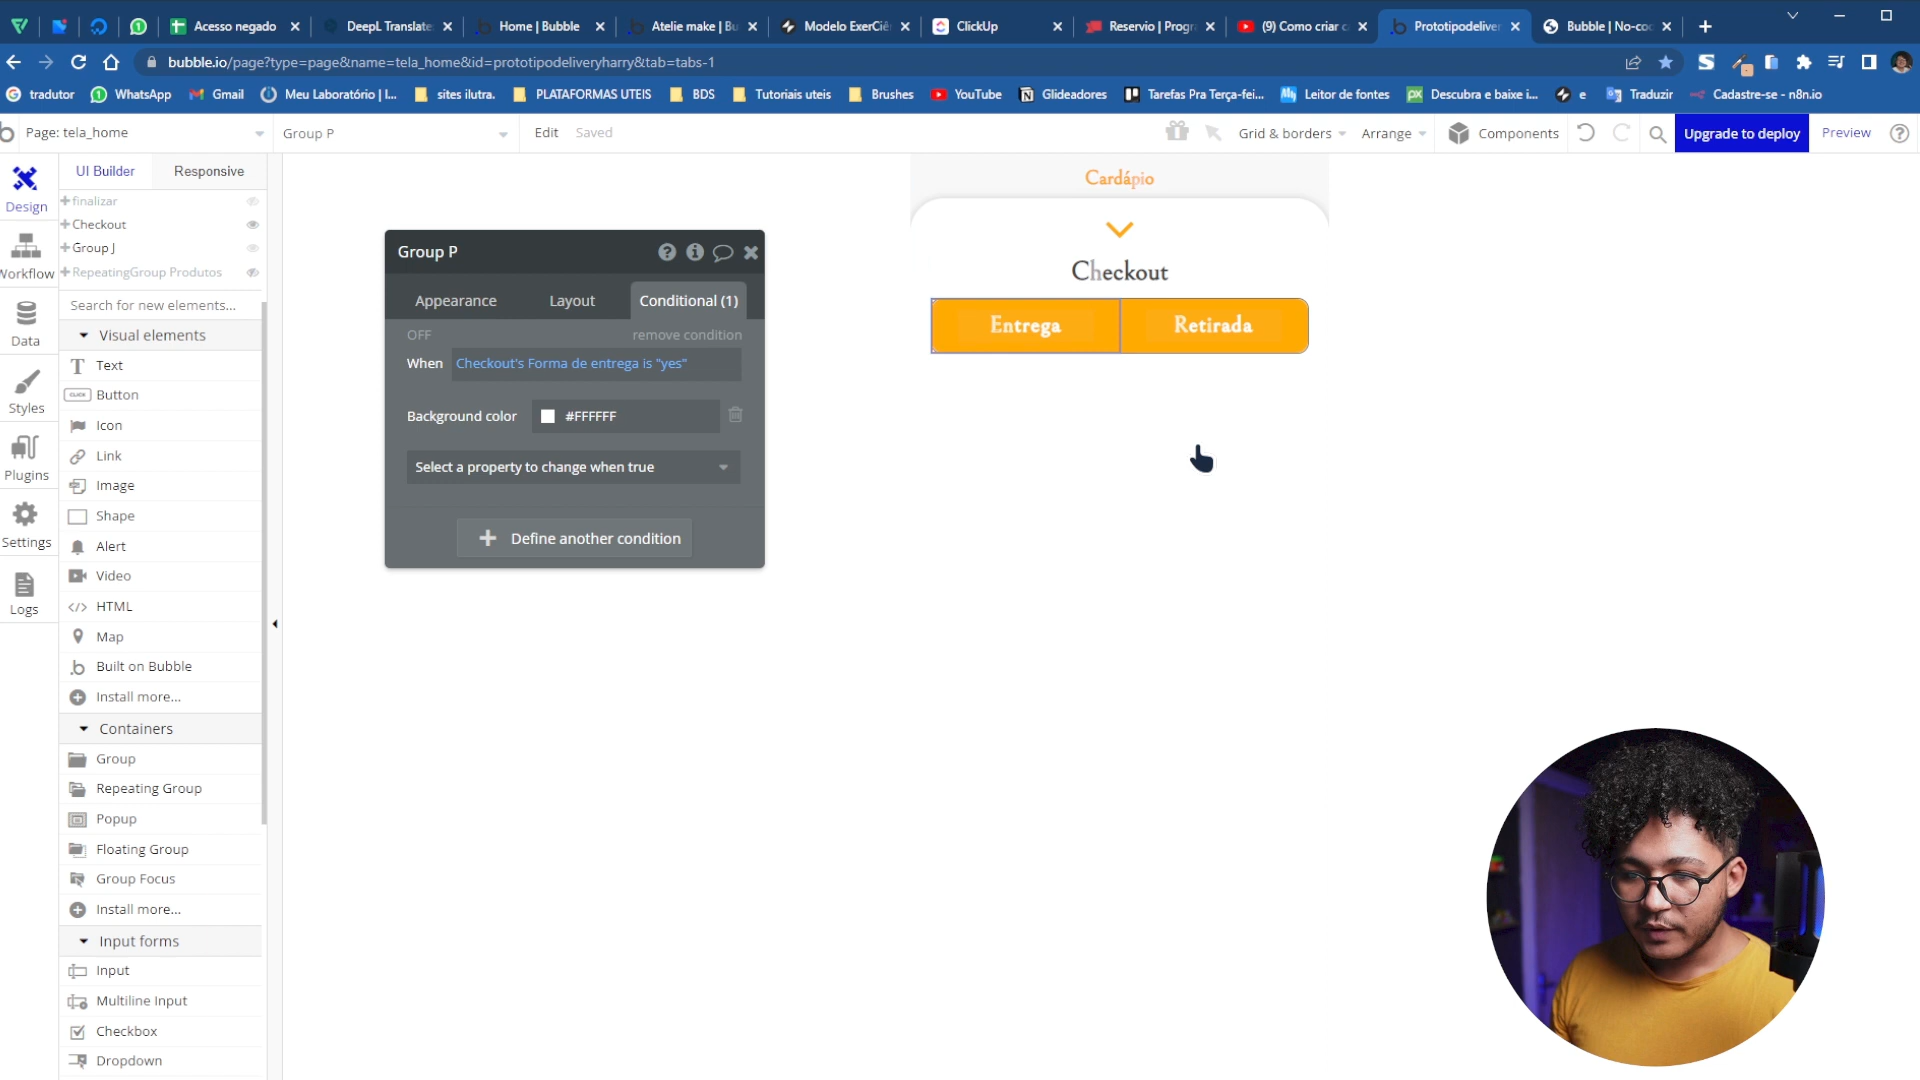 Acesso negado
DeepL Translate
Home | Bubble
Atelie make | Bu
Modelo ExerCiê
ClickUp
Reservio | Progr
(9) Como criar c
Prototipodeliver
Bubble | No-coc
bubble.io/page?type=page&name=tela_home&id=prototipodeliveryharry&tab=tabs-1
tradutor
WhatsApp
Gmail
Meu Laboratório | I...
sites ilutra.
PLATAFORMAS UTEIS
BDS
Tutoriais uteis
Brushes
YouTube
Glideadores
Tarefas Pra Terça-fei...
Leitor de fontes
Descubra e baixe i...
e
Traduzir
Cadastre-se - n8n.io
Page: tela_home
Group P
Edit
Saved
Grid & borders
Arrange
Components
Upgrade to deploy
Preview
Design
Workflow
Data
Styles
Plugins
Settings
Logs
UI Builder
Responsive
finalizar
Checkout
Group J
RepeatingGroup Produtos
Search for new elements...
Visual elements
Text
CLICK
Button
Icon
Link
Image
Shape
Alert
Video
HTML
Map
Built on Bubble
Install more...
Containers
Group
Repeating Group
Popup
Floating Group
Group Focus
Install more...
Input forms
Input
Multiline Input
Checkbox
Dropdown
Group P
Appearance
Layout
Conditional (1)
OFF
remove condition
When
Checkout's Forma de entrega is "yes"
Background color
#FFFFFF
Select a property to change when true
Define another condition
Cardápio
Checkout
Entrega
Retirada